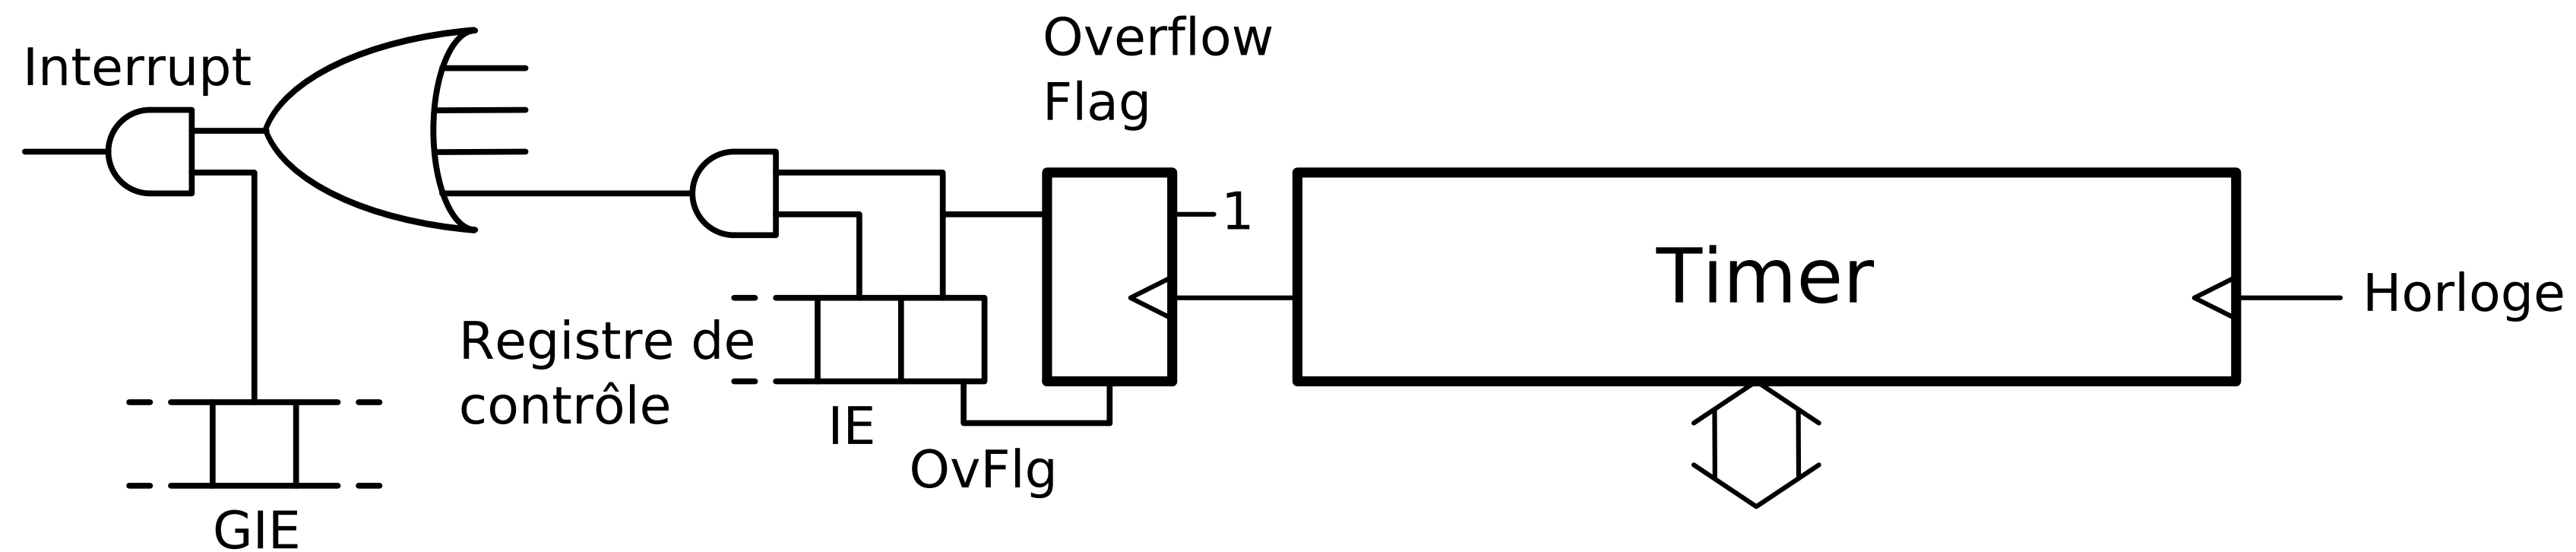 Interrupt
Overflow
Flag
1
Timer
Horloge
Registre de
contrôle
IE
OvFlg
GIE